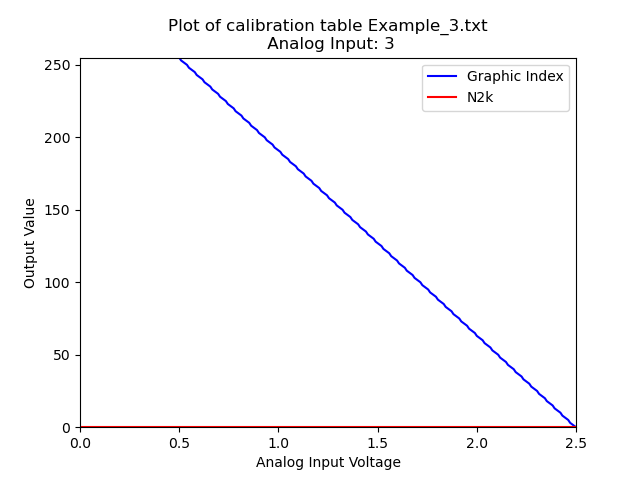 Plot of calibration table Example_3.txt
Analog Input: 3
Graphic Index
N2k
Output Value
250
200
150
100
50
0
0.0 0.5 1.0 1.5 2.0 2.5
Analog Input Voltage